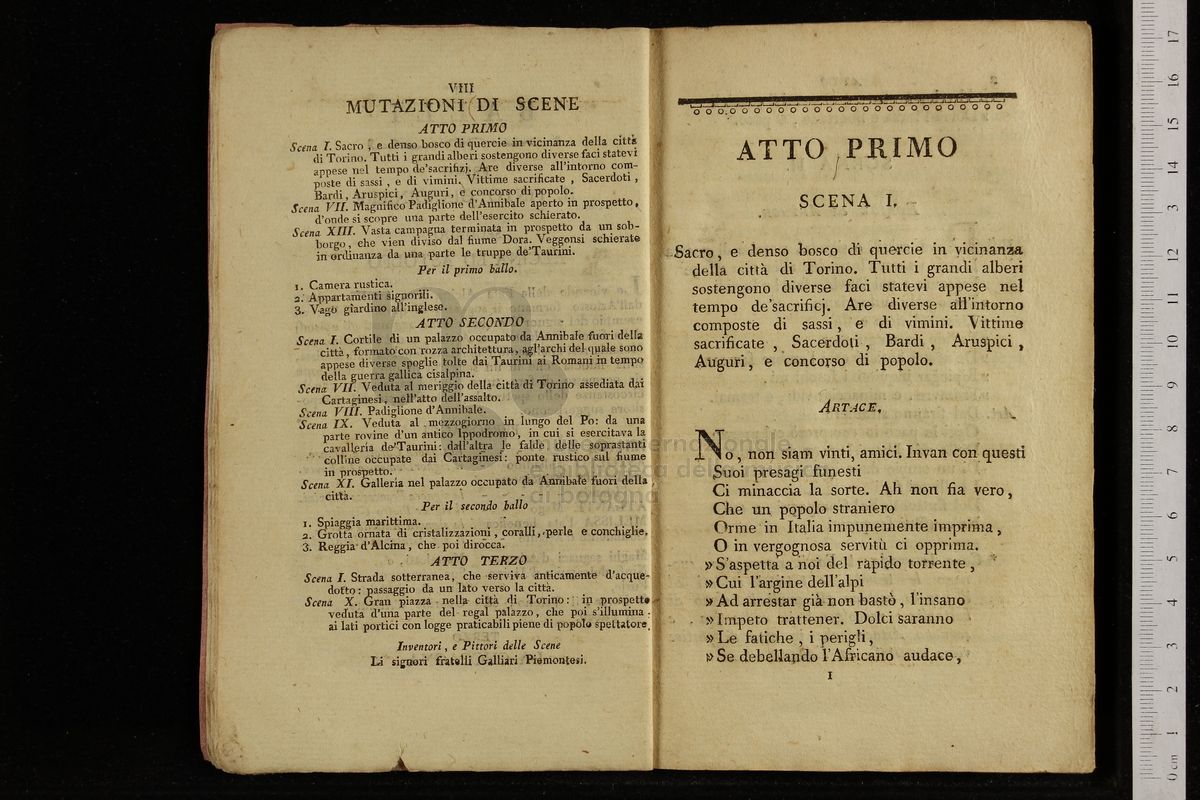 VIII
MUTAZIONI DI SCENE
ATTO PRIMO
Scena I. Sacro, e denso bosco di quercie in vicinanza della città
di Torino. Tutti i grandi alberi sostengono diverse faci statevi
appese nel tempo de'sacrifizj. Are diverse all'intorno com-
poste di sassi, e di vimini. Vittime sacrificate, Sacerdoti,
Bardi, Aruspici, Auguri, e concorso di popolo.
Scena VII. Magnifico Padiglione d'Annibale aperto in prospetto,
d'onde si scopre una parte dell'esercito schierato.
Scena XIII. Vasta campagna terminata in prospetto da un sob-
borgo, che vien diviso dal fiume Dora. Veggonsi schierate
in ordinanza da una parte le truppe de'Taurini.
Per il primo ballo.
1. Camera rustica.
2. Appartamenti signorili.
3. Vago giardino all'inglese.
ATTO SECONDO
Scena I. Cortile di un palazzo occupato da Annibale fuori della
città, formato con rozza architettura, agl'archi del quale sono
appese diverse spoglie tolte dai Taurini ai Romani in tempo
della guerra gallica cisalpina.
Scena VII. Veduta al meriggio della città di Torino assediata dai
Cartaginesi, nell'atto dell'assalto.
Scena VIII. Padiglione d'Annibale.
Scena IX. Veduta al mezzogiorno in lungo del Po: da una
parte rovine d'un antico Ippodromo, in cui si esercitava la
cavalleria de'Taurini: dall'altra le falde delle soprastanti
colline occupate dai Cartaginesi: ponte rustico sul fiume
in prospetto.
Scena XI. Galleria nel palazzo occupato da Annibale fuori della
città.
Per il secondo ballo
1. Spiaggia marittima.
2. Grotta ornata di cristalizzazioni, coralli, perle e conchiglie.
3. Reggia d'Alcina, che poi dirocca.
ATTO TERZO
Scena I. Strada sotterranea, che serviva anticamente d'acque-
dotto: passaggio da un lato verso la città.
Scena X. Gran piazza nella città di Torino: in prospetto
veduta d'una parte del regal palazzo, che poi s'illumina.
ai lati portici con logge praticabili piene di popolo spettatore.
Inventori, e Pittori delle Scene
Li signori fratelli Galliari Piemontesi.
ATTO PRIMO
SCENA I.
Sacro, e denso bosco di quercie in vicinanza
della città di Torino. Tutti i grandi alberi
sostengono diverse faci statevi appese nel
tempo de'sacrificj. Are diverse all'intorno
composte di sassi, e di vimini. Vittime
sacrificate, Sacerdoti, Bardi, Aruspici,
Auguri, e concorso di popolo.
ARTACE.
No, non siam vinti, amici. Invan con questi
Suoi presagi funesti
Ci minaccia la sorte. Ah non fia vero,
Che un popolo straniero
Orme in Italia impunemente imprima,
O in vergognosa servitù ci opprima.
» S'aspetta a noi del rapido torrente,
» Cui l'argine dell'alpi
» Ad arrestar già non bastò, l'insano
» Impeto trattener. Dolci saranno
» Le fatiche, i perigli,
» Se debellando l'Africano audace,
1
0 cm 1 2 3 4 5 6 7 8 9 10 11 12 13 14 15 16 17